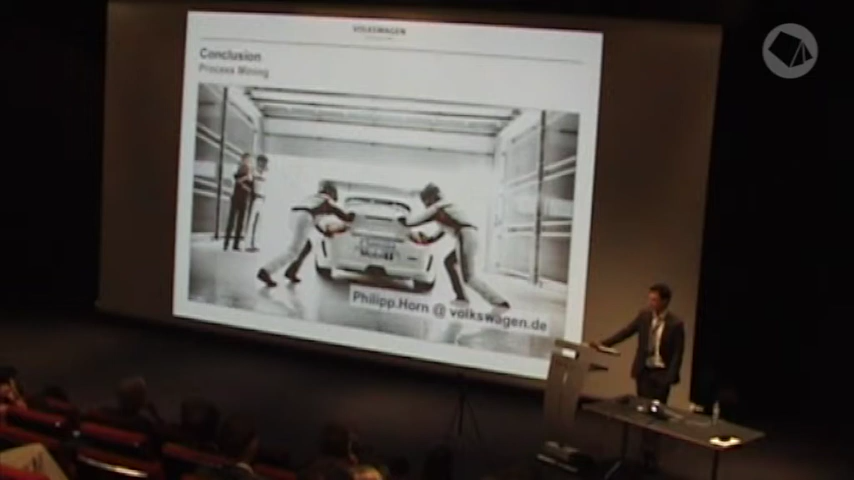 VOLKSWAGEN
Conclusion
Process Mining
Philipp.Horn @ volkswagen.de